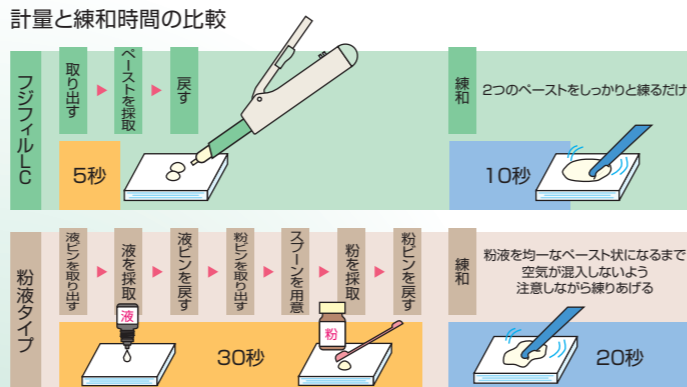 計量と練和時間の比較
フジフィルLC
取り出す
ペーストを採取
戻す
5秒
練和
2つのペーストをしっかりと練るだけ
10秒
粉液タイプ
液ビンを取り出す
液を採取
液ビンを戻す
粉ビンを取り出す
スプーンを用意
粉を採取
粉ビンを戻す
液
粉
30秒
練和
粉液を均一なペースト状になるまで
空気が混入しないよう
注意しながら練りあげる
20秒